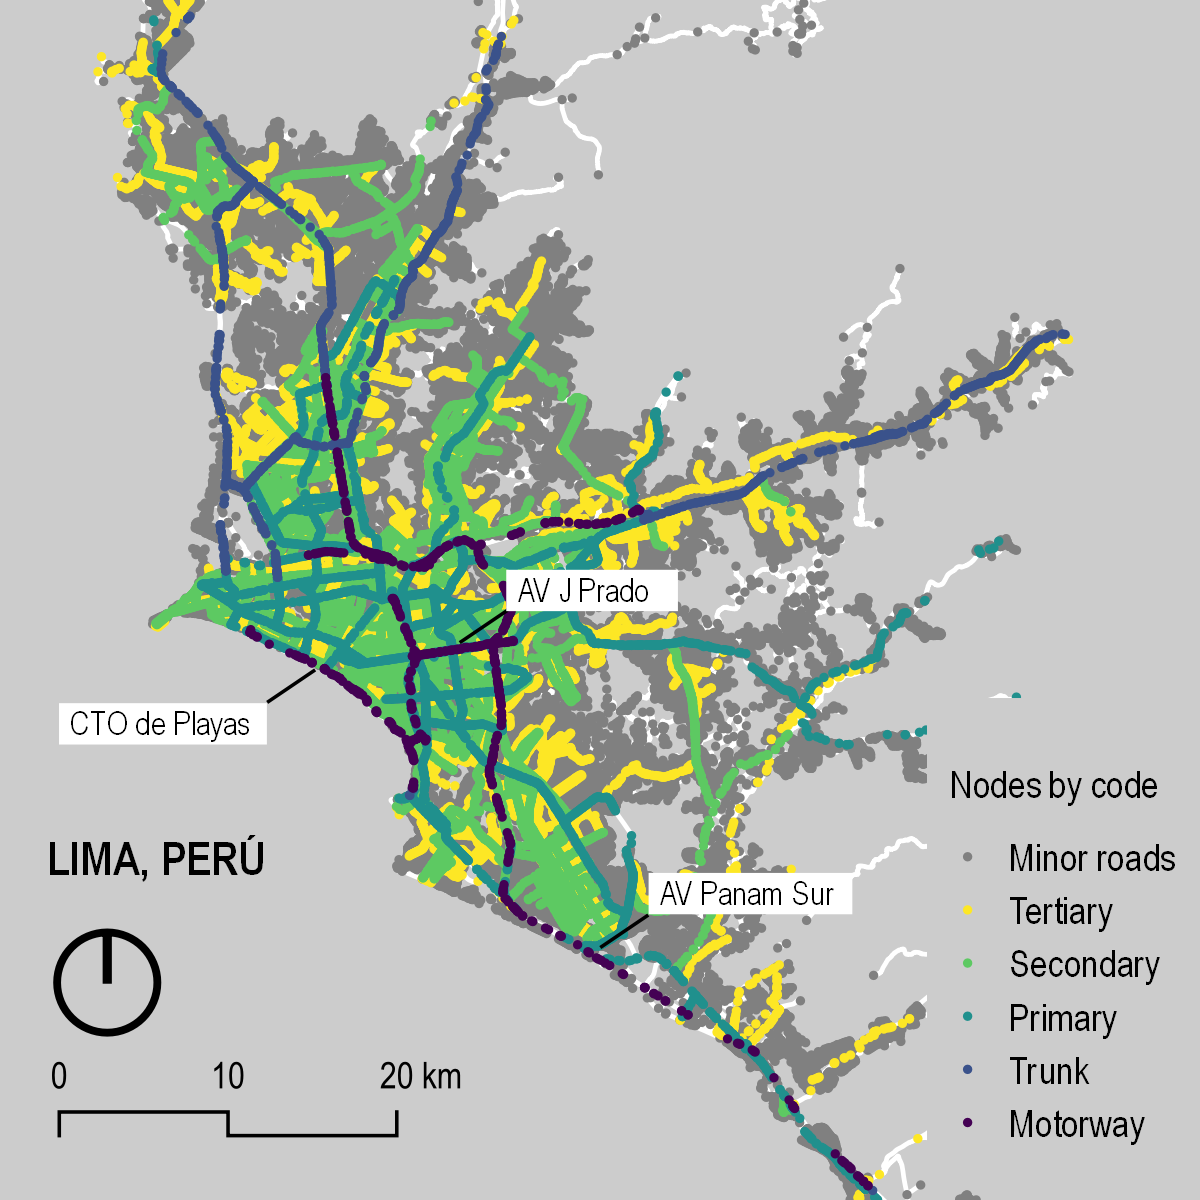 AV J Prado
CTO de Playas
LIMA, PERÚ
AV Panam Sur
0 10 20 km
Nodes by code
Minor roads
Tertiary
Secondary
Primary
Trunk
Motorway